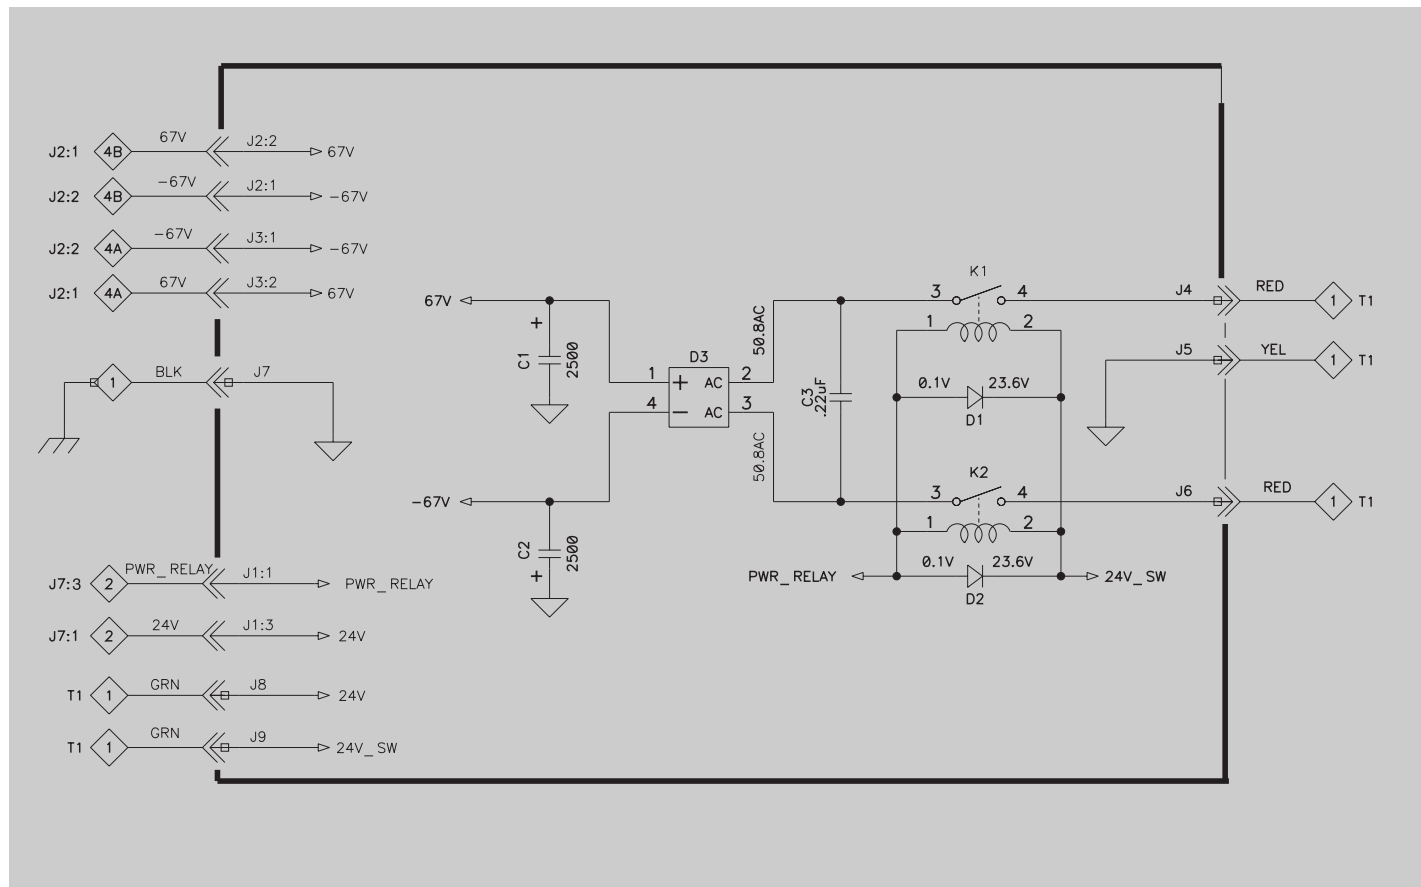 J2:1 4B 67V J2:2 67V
J2:2 4B -67V J2:1 -67V
J2:2 4A -67V J3:1 -67V
J2:1 4A 67V J3:2 67V
1 BLK J7
J7:3 2 PWR_RELAY J1:1 PWR_RELAY
J7:1 2 24V J1:3 24V
T1 1 GRN J8 24V
T1 1 GRN J9 24V_SW
67V
+
C1
2500
-67V
C2
2500
+
D3
1 + AC 2
4 - AC 3
50.8AC
50.8AC
C3
.22uF
K1
3 4
1 2
0.1V 23.6V
D1
K2
3 4
1 2
0.1V 23.6V
PWR_RELAY 24V_SW
D2
J4 RED 1 T1
J5 YEL 1 T1
J6 RED 1 T1